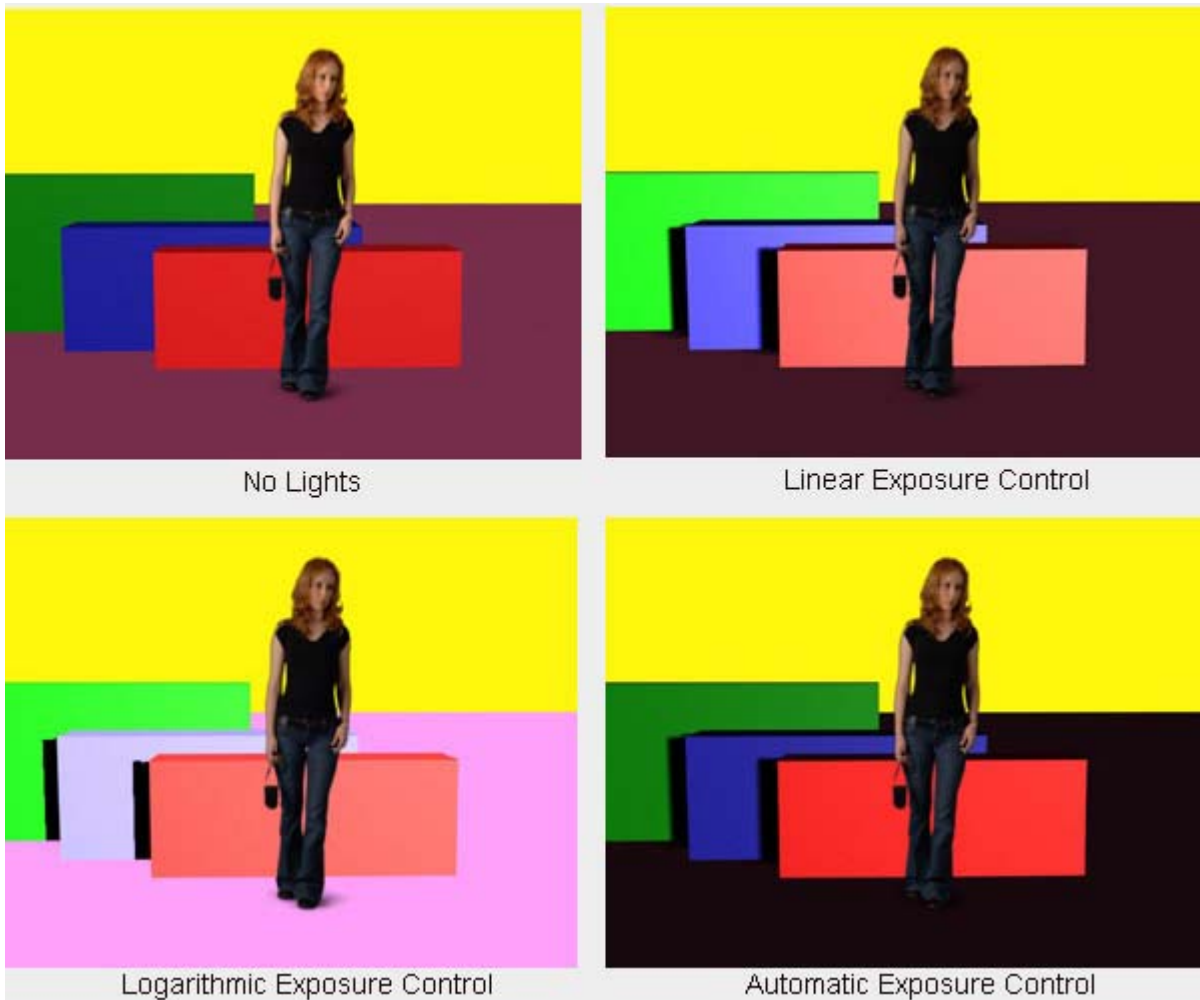 No Lights
Linear Exposure Control
Logarithmic Exposure Control
Automatic Exposure Control